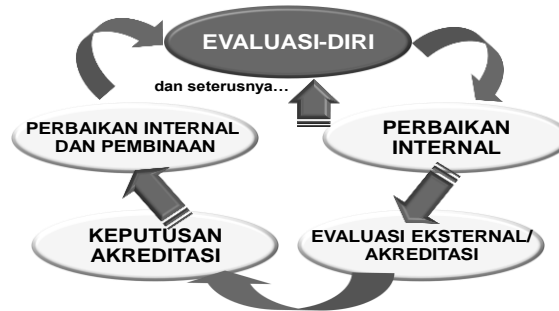 EVALUASI-DIRI
dan seterusnya...
PERBAIKAN INTERNAL
DAN PEMBINAAN
PERBAIKAN
INTERNAL
KEPUTUSAN
AKREDITASI
EVALUASI EKSTERNAL/
AKREDITASI